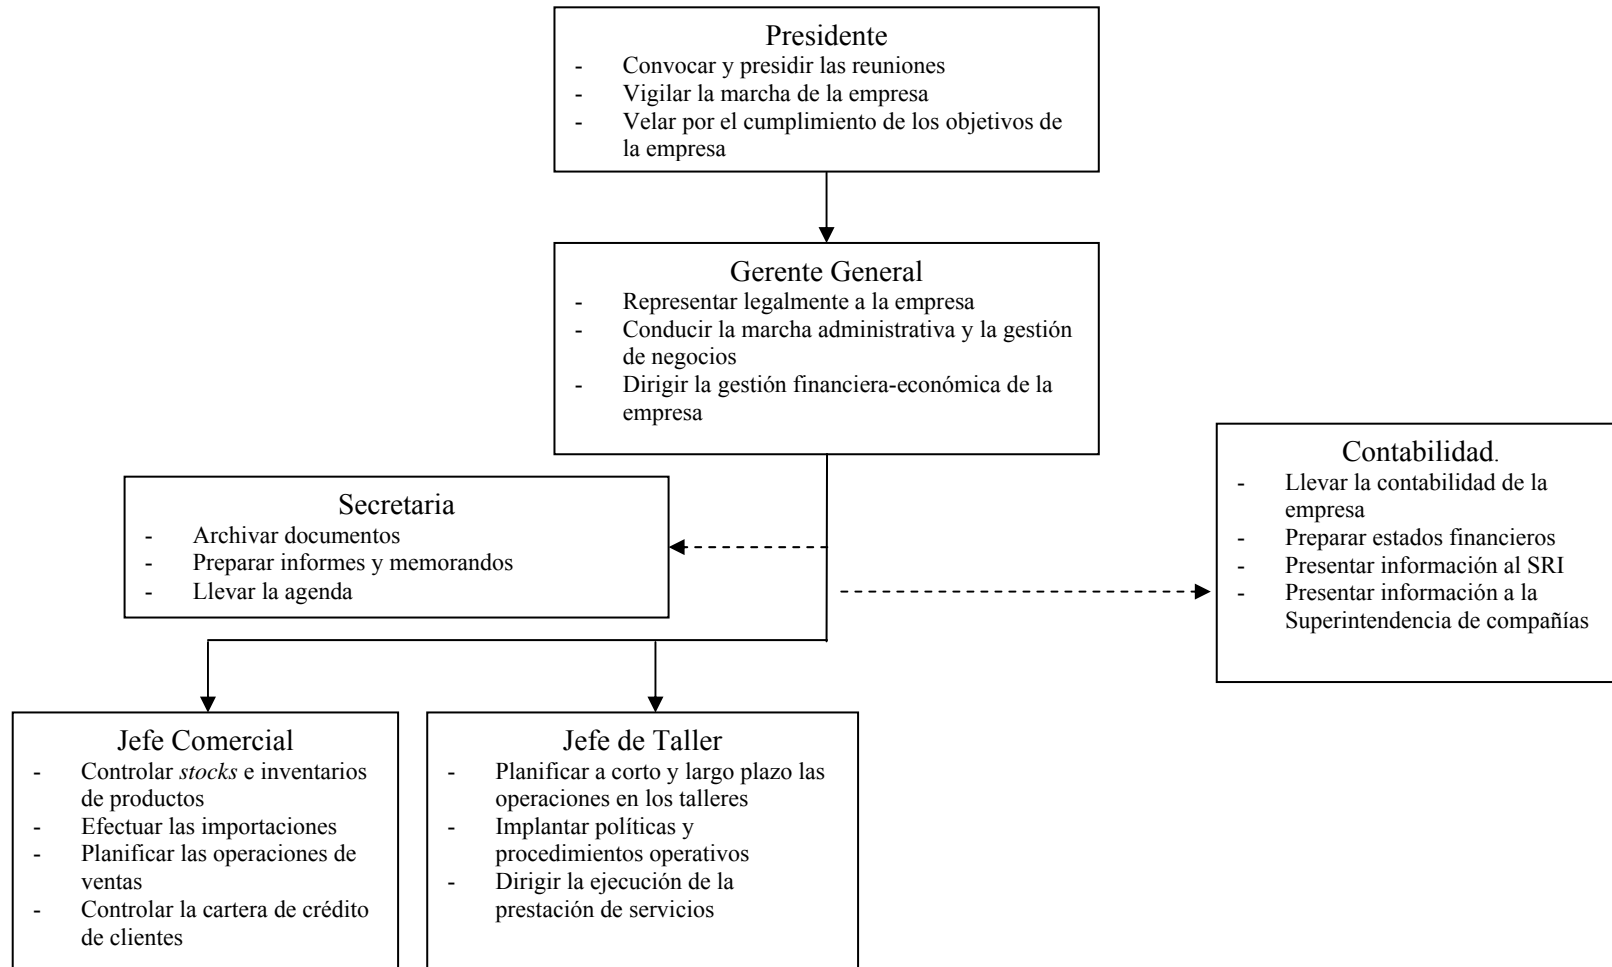 Presidente
- Convocar y presidir las reuniones
- Vigilar la marcha de la empresa
- Velar por el cumplimiento de los objetivos de
la empresa
Gerente General
- Representar legalmente a la empresa
- Conducir la marcha administrativa y la gestión
de negocios
- Dirigir la gestión financiera-económica de la
empresa
Secretaria
- Archivar documentos
- Preparar informes y memorandos
- Llevar la agenda
Contabilidad.
- Llevar la contabilidad de la
empresa
- Preparar estados financieros
- Presentar información al SRI
- Presentar información a la
Superintendencia de compañías
Jefe Comercial
- Controlar stocks e inventarios
de productos
- Efectuar las importaciones
- Planificar las operaciones de
ventas
- Controlar la cartera de crédito
de clientes
Jefe de Taller
- Planificar a corto y largo plazo las
operaciones en los talleres
- Implantar políticas y
procedimientos operativos
- Dirigir la ejecución de la
prestación de servicios